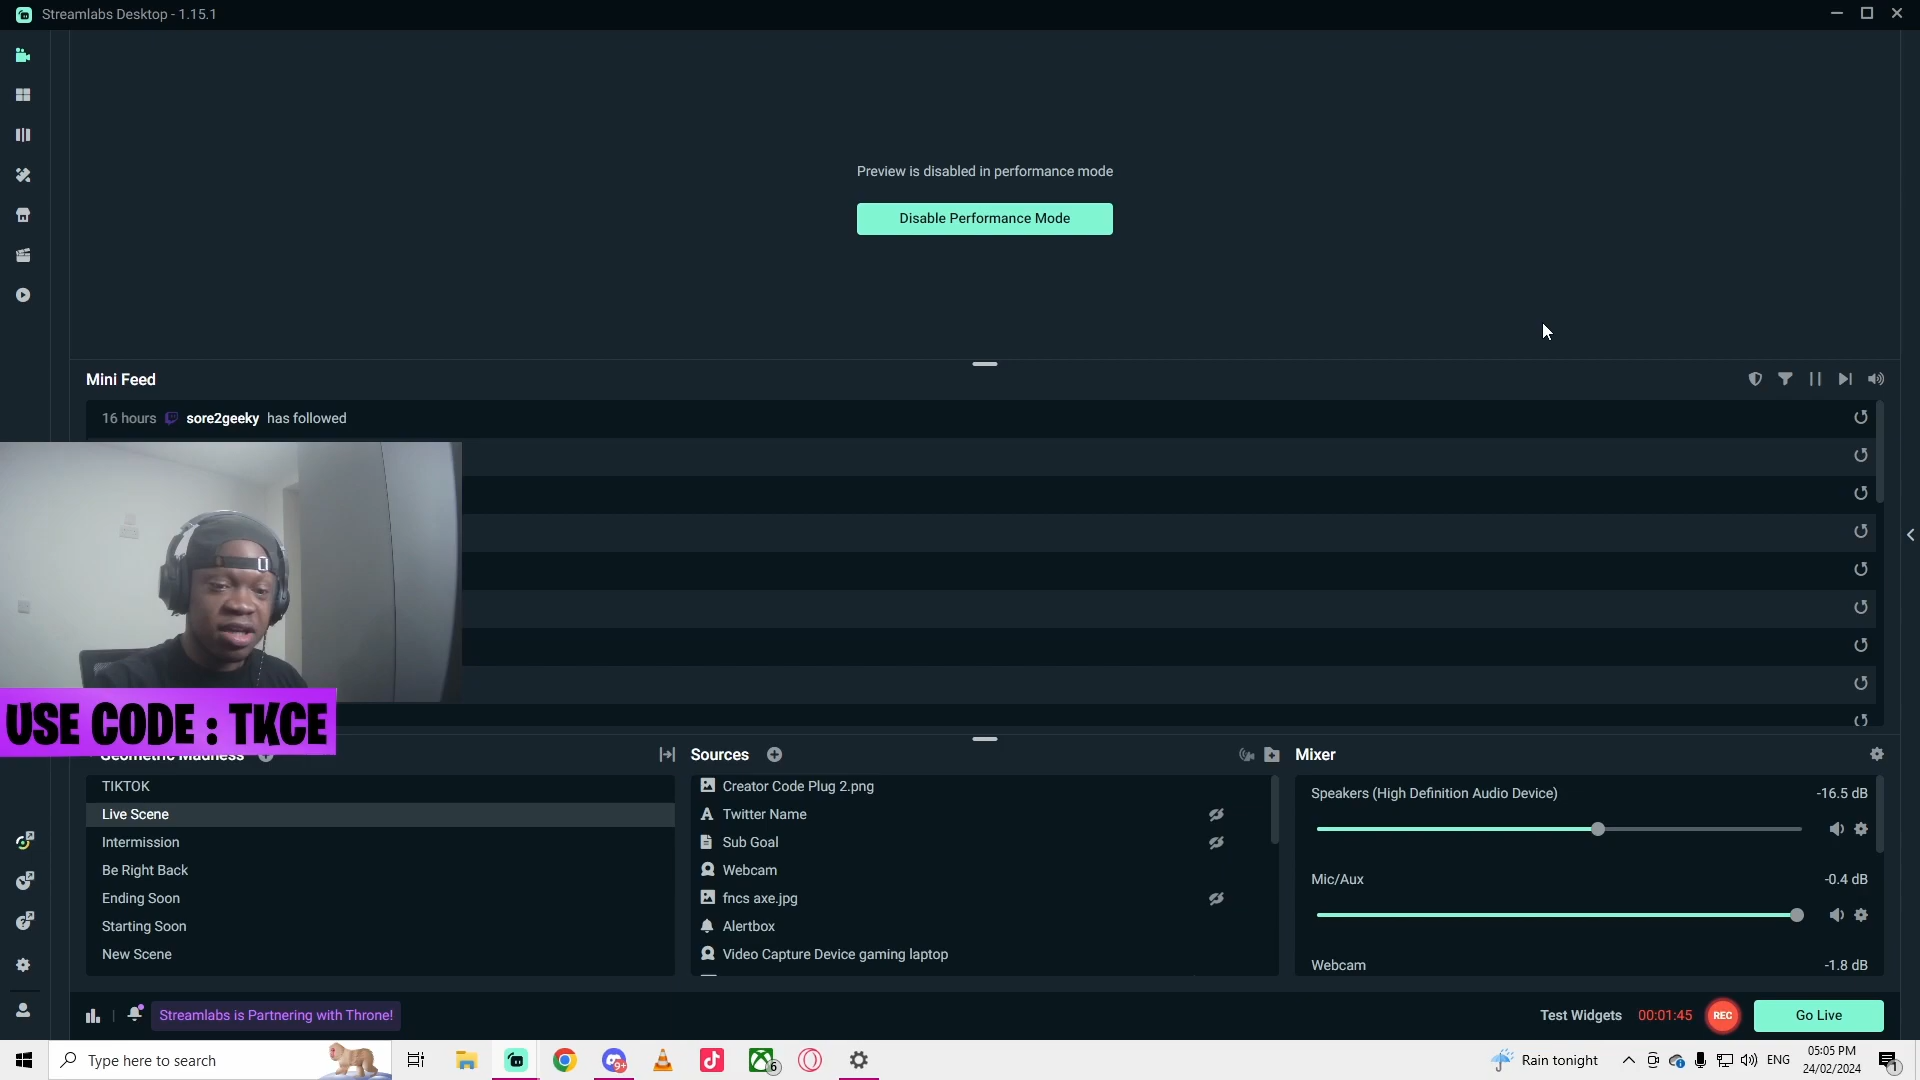 Streamlabs Desktop - 1.15.1
Preview is disabled in performance mode
Disable Performance Mode
Mini Feed
16 hours sore2geeky has followed
USE CODE : TKCE
Geometric Madness
TIKTOK
Live Scene
Intermission
Be Right Back
Ending Soon
Starting Soon
New Scene
Sources
Creator Code Plug 2.png
Twitter Name
Sub Goal
Webcam
fncs axe.jpg
Alertbox
Video Capture Device gaming laptop
Mixer
Speakers (High Definition Audio Device) -16.5 dB
Mic/Aux -0.4 dB
Webcam -1.8 dB
Streamlabs is Partnering with Throne!
Test Widgets 00:01:45 REC Go Live
Type here to search
9+
6
Rain tonight
ENG
05:05 PM
24/02/2024
1